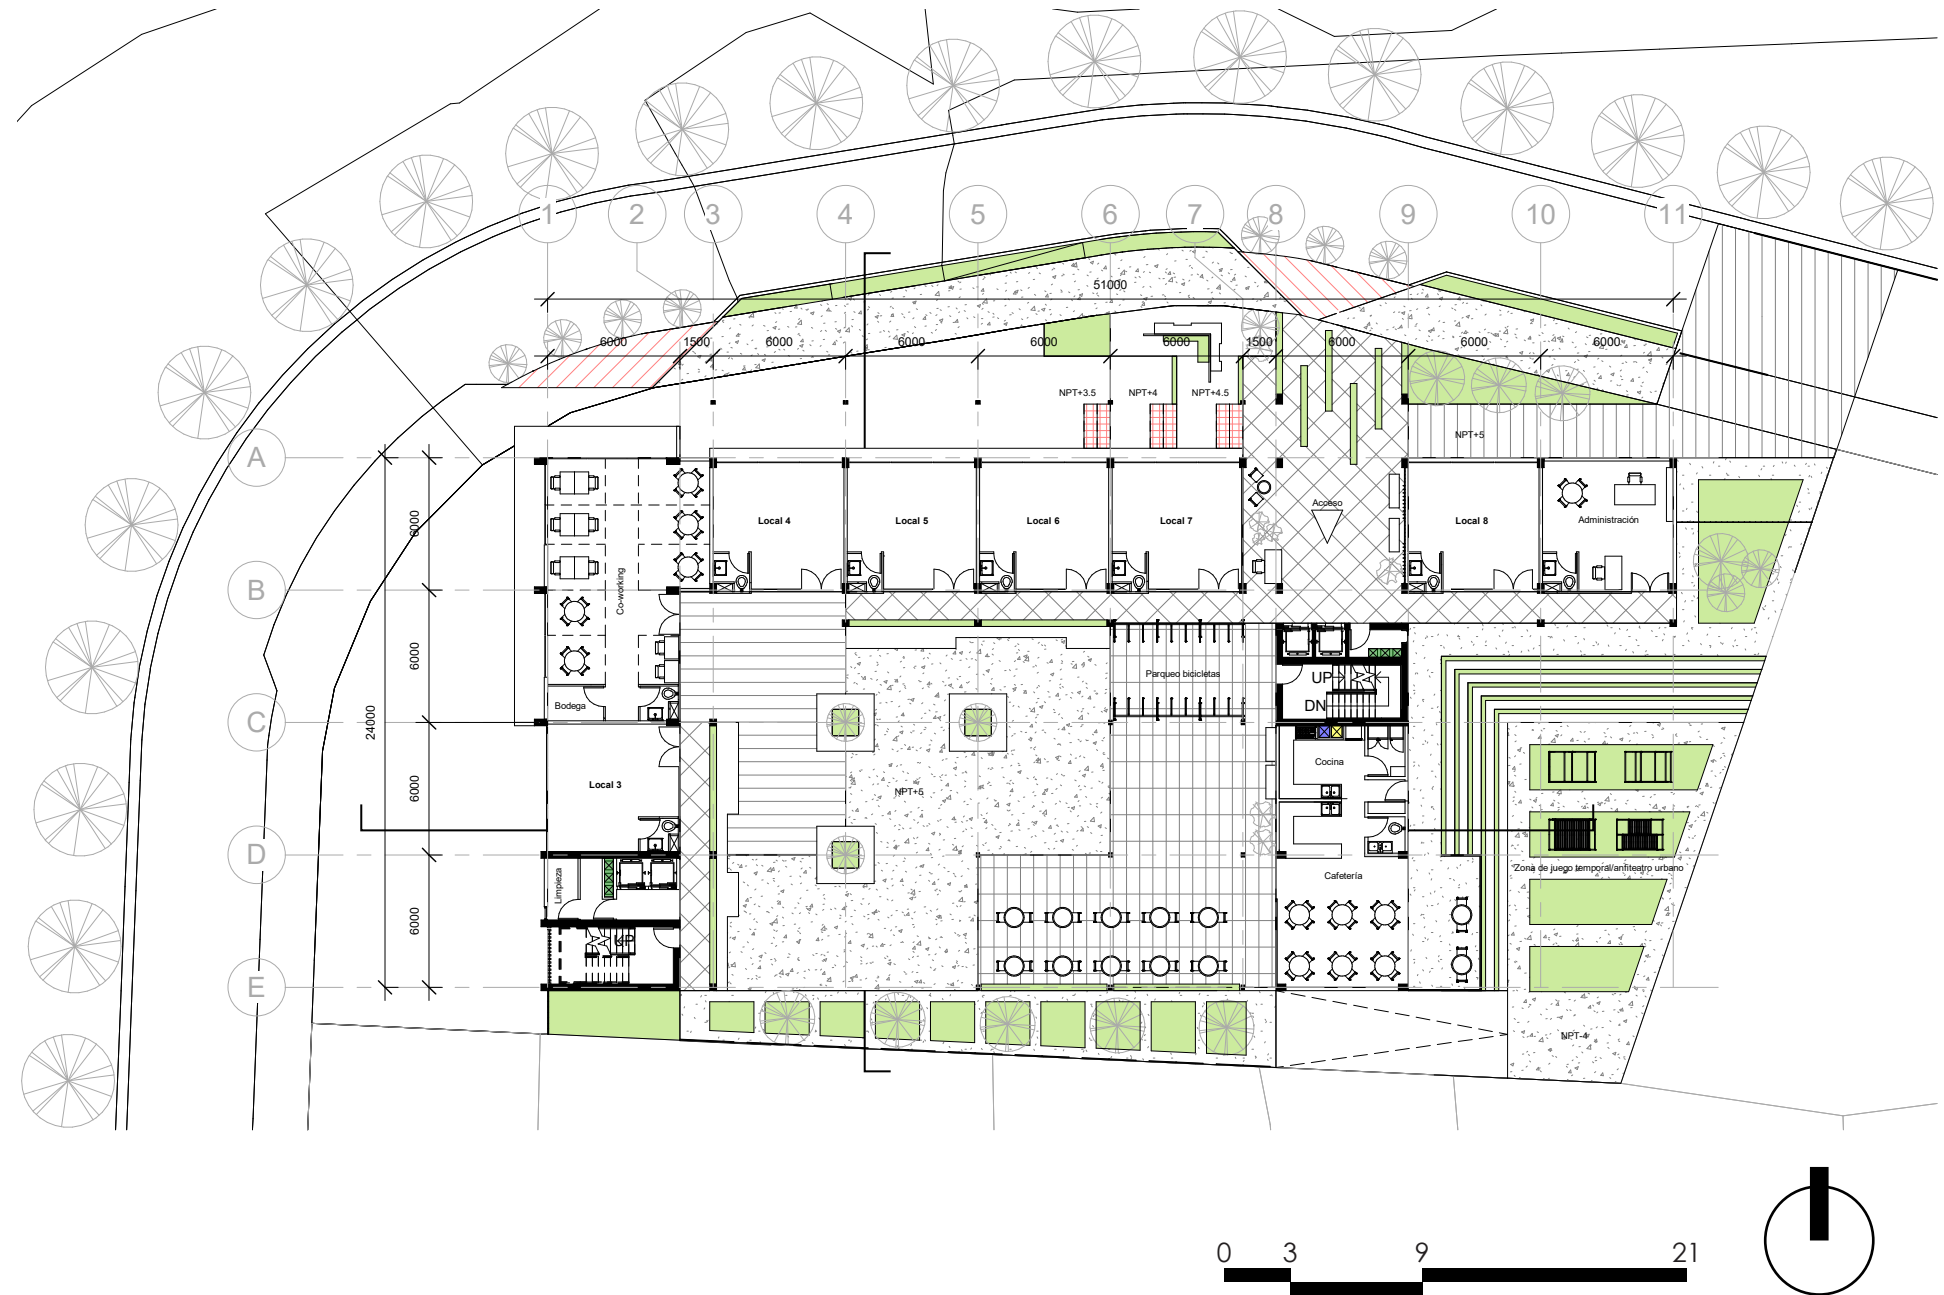 1 2 3 4 5 6 7 8 9 10 11
51000
6000 1500 6000 6000 6000 6000 1500 6000 6000 6000
NPT+3.5 NPT+4 NPT+4.5
NPT+5
A
B
C
D
E
24000
6000
6000
6000
6000
Local 4 Local 5 Local 6 Local 7 Acceso Local 8 Administración
Co-working
Bodega
Parqueo bicicletas
UP
DN
Local 3
Cocina
NPT+5
Limpieza
Cafetería
Zona de juego temporal/anfiteatro urbano
NPT-4
0 3 9 21